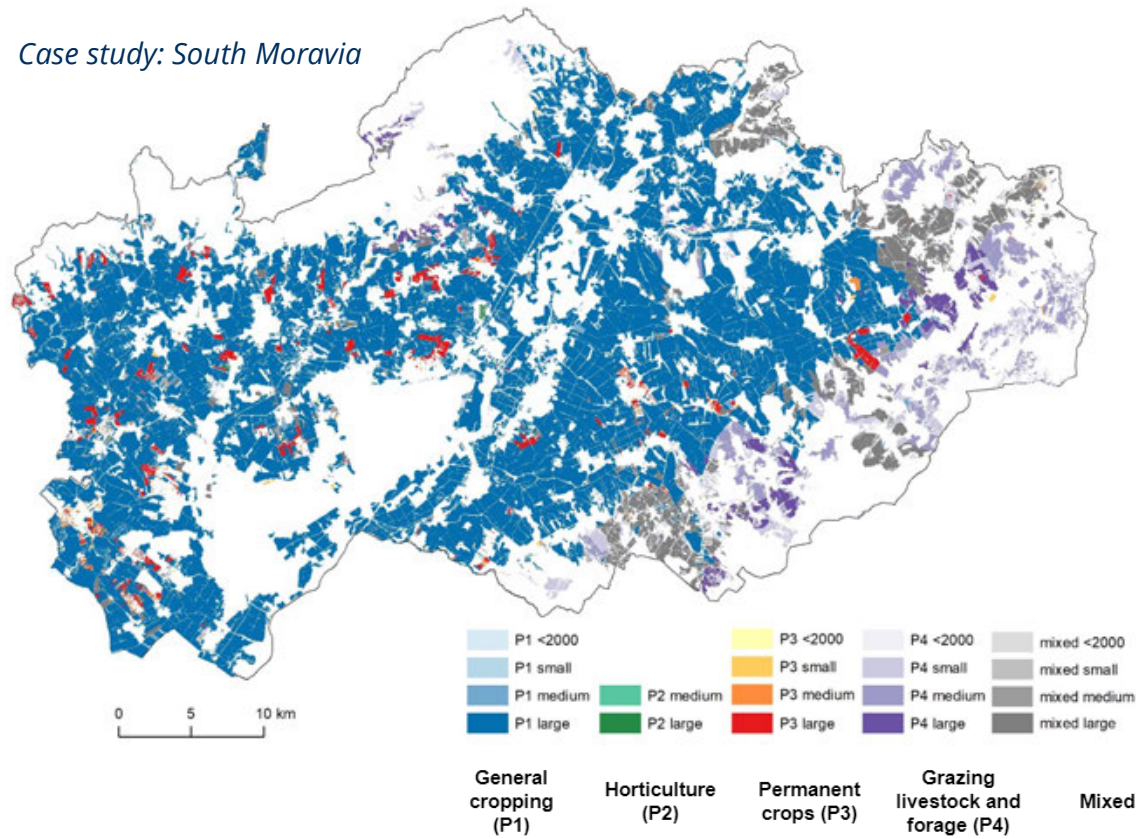 Case study: South Moravia
P1 <2000
P1 small
P1 medium
P1 large
P2 medium
P2 large
P3 <2000
P3 small
P3 medium
P3 large
P4 <2000
P4 small
P4 medium
P4 large
mixed <2000
mixed small
mixed medium
mixed large
0 5 10 km
General
cropping
(P1)
Horticulture
(P2)
Permanent
crops (P3)
Grazing
livestock and
forage (P4)
Mixed